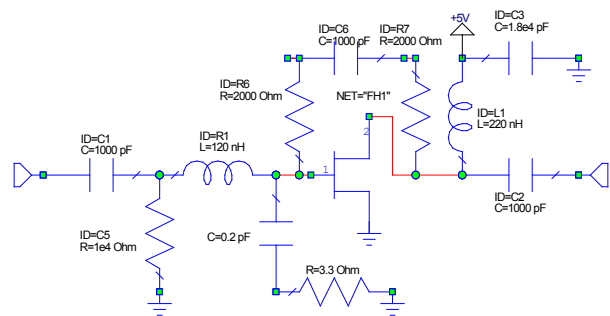 ID=C6
C=1000 pF
ID=R7
R=2000 Ohm
+5V
ID=C3
C=1.8e4 pF
ID=R6
R=2000 Ohm
NET="FH1"
ID=L1
L=220 nH
2
ID=C1
C=1000 pF
ID=R1
L=120 nH
1
ID=C2
C=1000 pF
ID=C5
R=1e4 Ohm
C=0.2 pF
R=3.3 Ohm